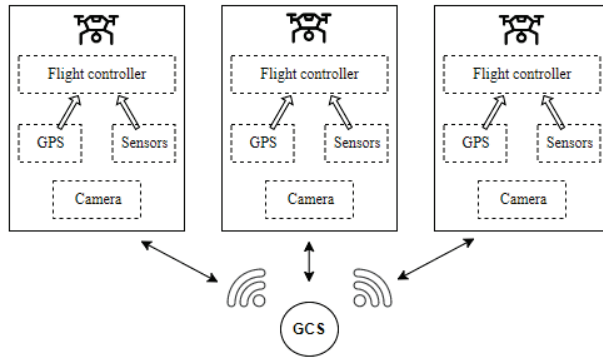 Flight controller
GPS
Sensors
Camera
Flight controller
GPS
Sensors
Camera
Flight controller
GPS
Sensors
Camera
GCS